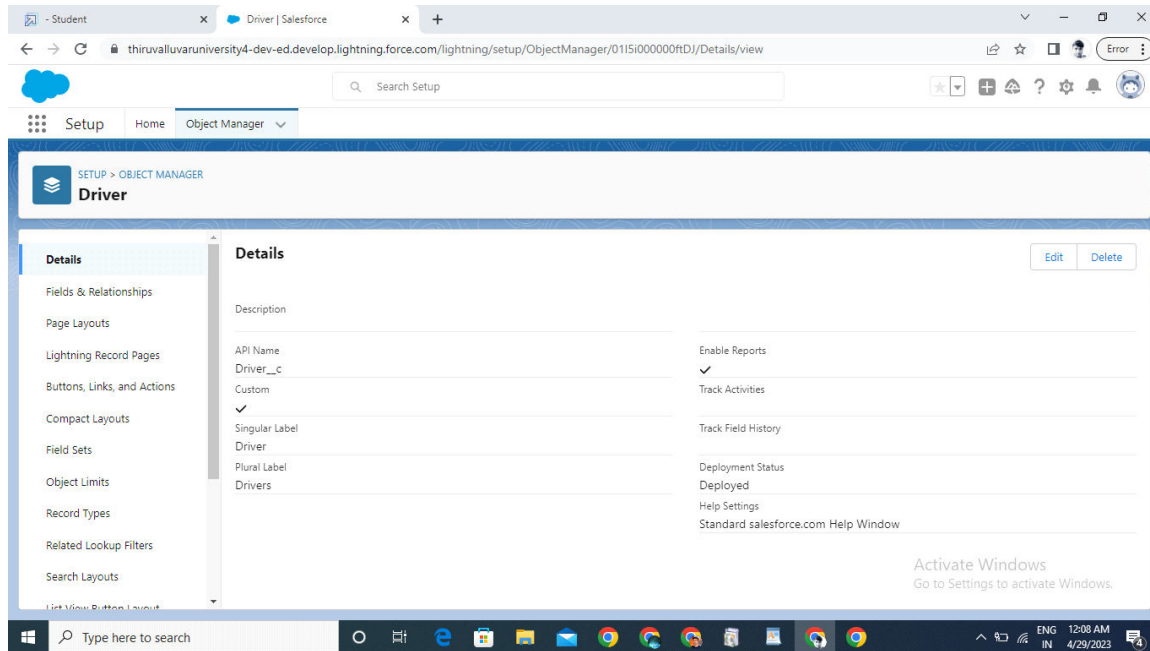 - Student
Driver | Salesforce
thiruvalluvaruniversity4-dev-ed.develop.lightning.force.com/lightning/setup/ObjectManager/01I5i000000ftDJ/Details/view
Error
Search Setup
Setup Home Object Manager
SETUP > OBJECT MANAGER
Driver
Details
Fields & Relationships
Page Layouts
Lightning Record Pages
Buttons, Links, and Actions
Compact Layouts
Field Sets
Object Limits
Record Types
Related Lookup Filters
Search Layouts
List View Button Layout
Details
Edit Delete
Description
API Name
Driver__c
Custom
Singular Label
Driver
Plural Label
Drivers
Enable Reports
Track Activities
Track Field History
Deployment Status
Deployed
Help Settings
Standard salesforce.com Help Window
Activate Windows
Go to Settings to activate Windows.
Type here to search
ENG 12:08 AM
IN 4/29/2023
4